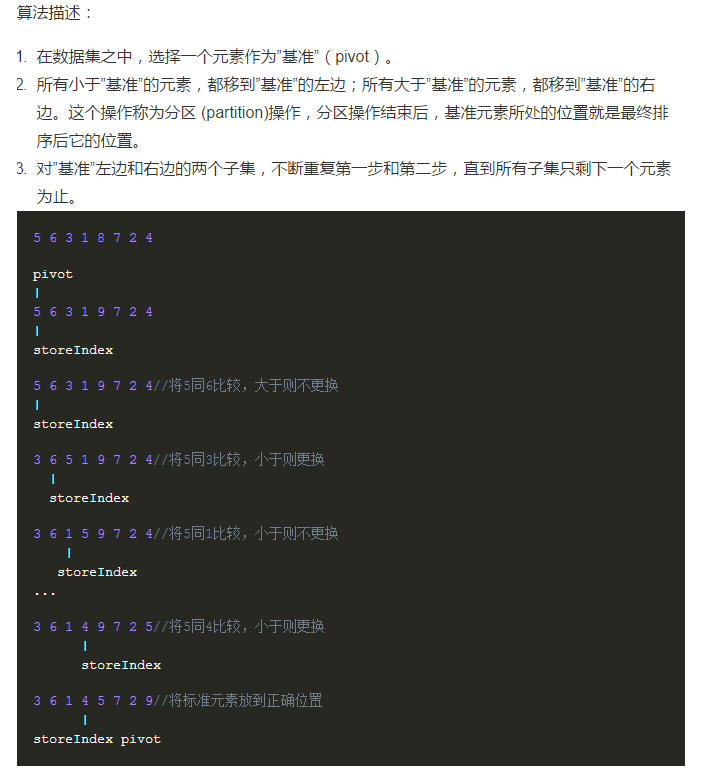 算法描述：
1. 在数据集之中，选择一个元素作为”基准”（pivot）。
2. 所有小于”基准”的元素，都移到”基准”的左边；所有大于”基准”的元素，都移到”基准”的右
边。这个操作称为分区 (partition)操作，分区操作结束后，基准元素所处的位置就是最终排
序后它的位置。
3. 对”基准”左边和右边的两个子集，不断重复第一步和第二步，直到所有子集只剩下一个元素
为止。
5 6 3 1 8 7 2 4
pivot
|
5 6 3 1 9 7 2 4
|
storeIndex
5 6 3 1 9 7 2 4//将5同6比较，大于则不更换
|
storeIndex
3 6 5 1 9 7 2 4//将5同3比较，小于则更换
|
storeIndex
3 6 1 5 9 7 2 4//将5同1比较，小于则不更换
|
storeIndex
...
3 6 1 4 9 7 2 5//将5同4比较，小于则更换
|
storeIndex
3 6 1 4 5 7 2 9//将标准元素放到正确位置
|
storeIndex pivot